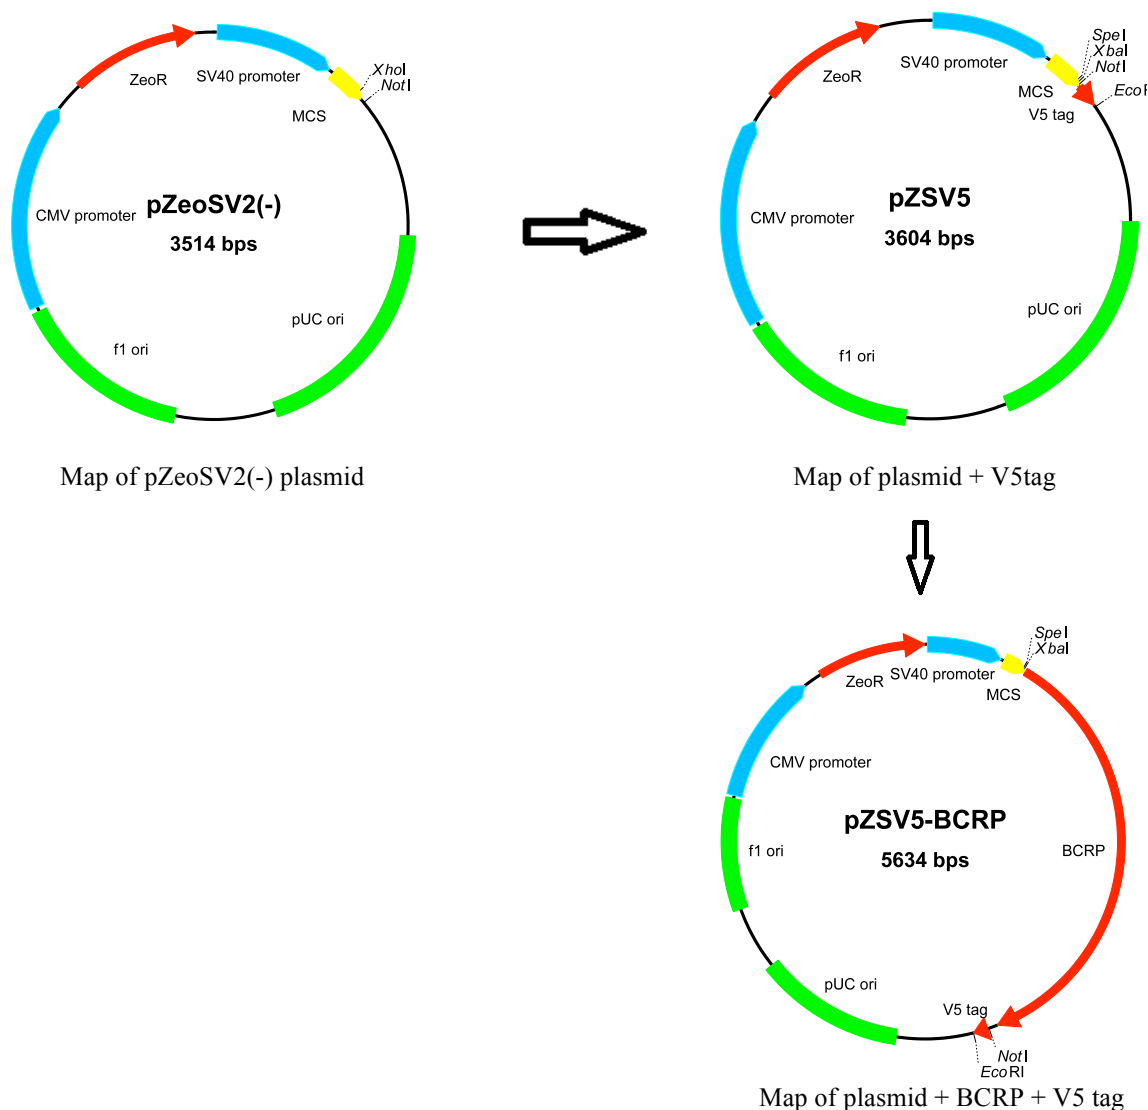 ZeoR
SV40 promoter
XhoI
NotI
MCS
CMV promoter
pZeoSV2(-)
3514 bps
pUC ori
f1 ori
Map of pZeoSV2(-) plasmid
SpeI
XbaI
NotI
EcoR
ZeoR
SV40 promoter
MCS
V5 tag
CMV promoter
pZSV5
3604 bps
pUC ori
f1 ori
Map of plasmid + V5tag
SpeI
XbaI
ZeoR
SV40 promoter
MCS
CMV promoter
pZSV5-BCRP
5634 bps
f1 ori
BCRP
pUC ori
V5 tag
NotI
EcoRI
Map of plasmid + BCRP + V5 tag